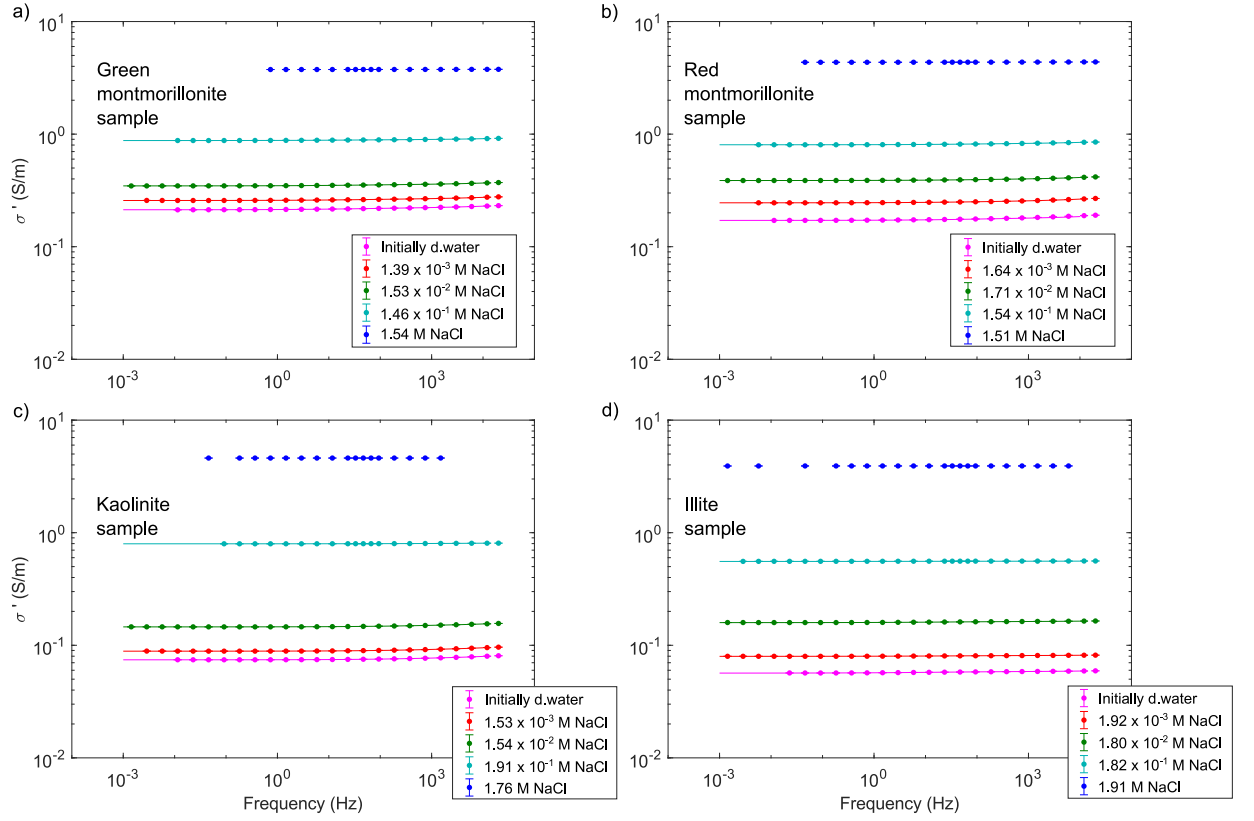 a)
10^1
10^0
10^-1
10^-2
σ ' (S/m)
Green
montmorillonite
sample
Initially d.water
1.39 x 10^-3 M NaCl
1.53 x 10^-2 M NaCl
1.46 x 10^-1 M NaCl
1.54 M NaCl
10^-3
10^0
10^3
b)
10^1
10^0
10^-1
10^-2
Red
montmorillonite
sample
Initially d.water
1.64 x 10^-3 M NaCl
1.71 x 10^-2 M NaCl
1.54 x 10^-1 M NaCl
1.51 M NaCl
10^-3
10^0
10^3
c)
10^1
10^0
10^-1
10^-2
σ ' (S/m)
Kaolinite
sample
Initially d.water
1.53 x 10^-3 M NaCl
1.54 x 10^-2 M NaCl
1.91 x 10^-1 M NaCl
1.76 M NaCl
10^-3
10^0
10^3
Frequency (Hz)
d)
10^1
10^0
10^-1
10^-2
Illite
sample
Initially d.water
1.92 x 10^-3 M NaCl
1.80 x 10^-2 M NaCl
1.82 x 10^-1 M NaCl
1.91 M NaCl
10^-3
10^0
10^3
Frequency (Hz)